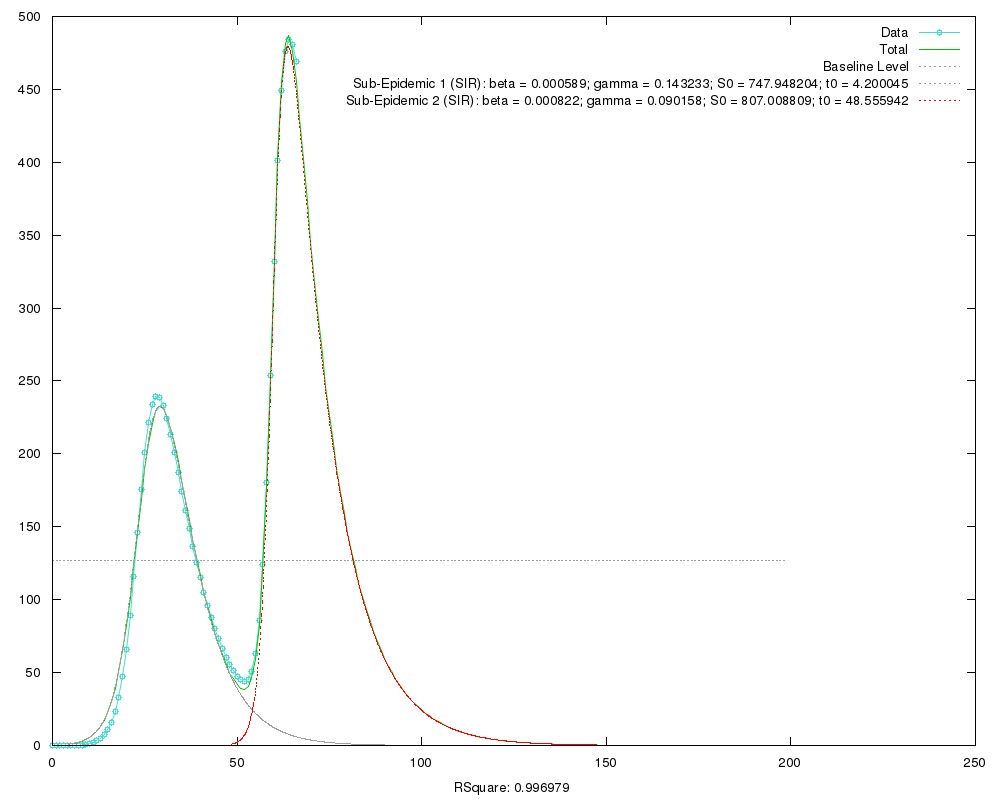 500
450
400
350
300
250
200
150
100
50
0
0 50 100 150 200 250
Data
Total
Baseline Level
Sub-Epidemic 1 (SIR): beta = 0.000589; gamma = 0.143233; S0 = 747.948204; t0 = 4.200045
Sub-Epidemic 2 (SIR): beta = 0.000822; gamma = 0.090158; S0 = 807.008809; t0 = 48.555942
RSquare: 0.996979